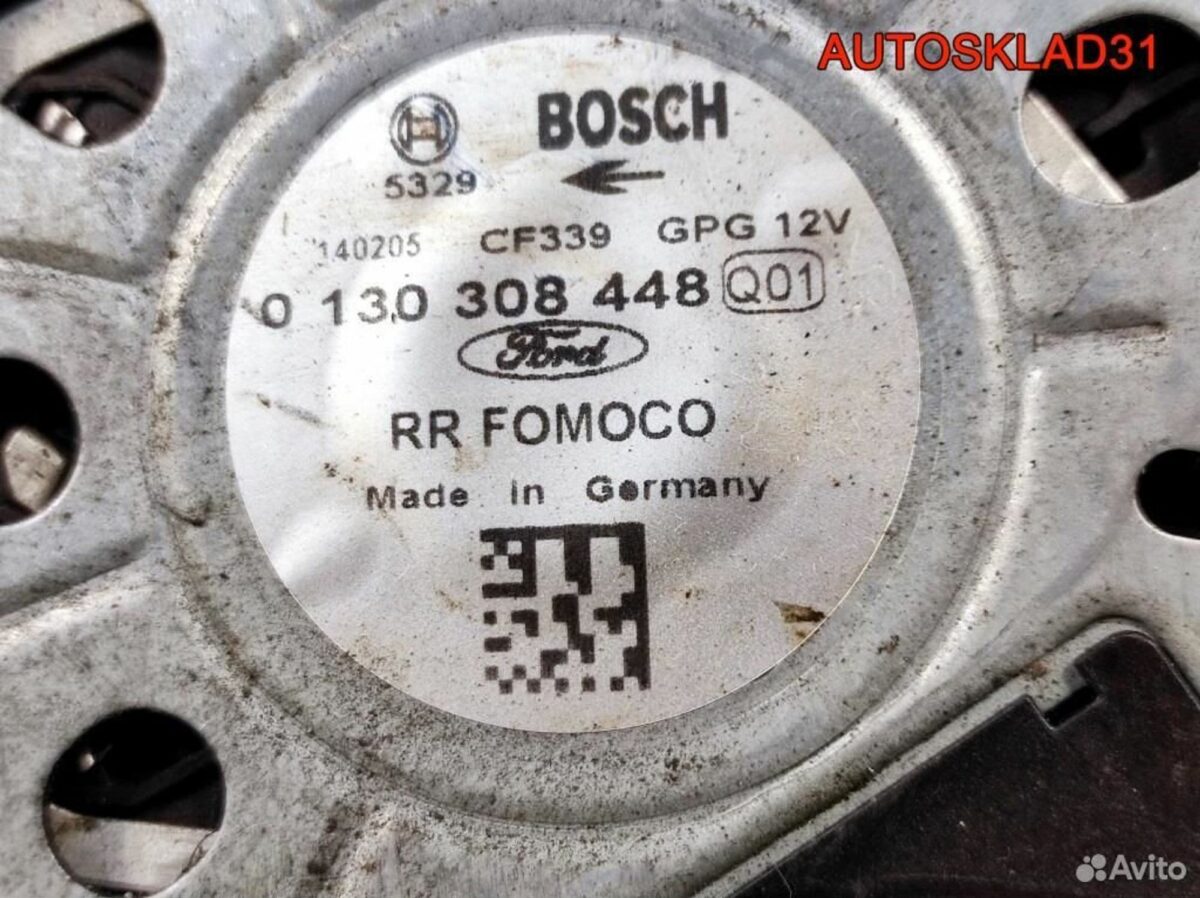 AUTOSKLAD31
BOSCH
5329
140205 CF339 GPG 12V
0 130 308 448 Q01
Ford
RR FOMOCO
Made in Germany
Avito